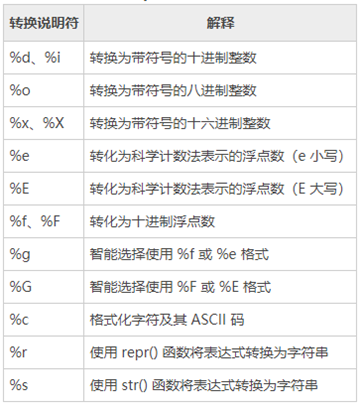 转换说明符 解释
%d、%i 转换为带符号的十进制整数
%o 转换为带符号的八进制整数
%x、%X 转换为带符号的十六进制整数
%e 转化为科学计数法表示的浮点数（e 小写）
%E 转化为科学计数法表示的浮点数（E 大写）
%f、%F 转化为十进制浮点数
%g 智能选择使用 %f 或 %e 格式
%G 智能选择使用 %F 或 %E 格式
%c 格式化字符及其 ASCII 码
%r 使用 repr() 函数将表达式转换为字符串
%s 使用 str() 函数将表达式转换为字符串